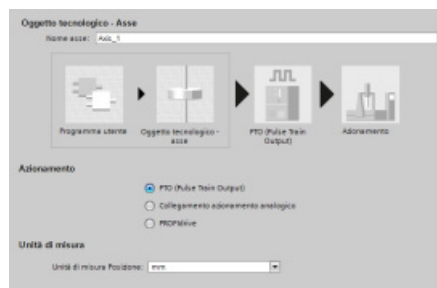 Oggetto tecnologico - Asse
Nome asse: Axis_1
Programma utente
Oggetto tecnologico - asse
PTO (Pulse Train Output)
Azionamento
Azionamento
PTO (Pulse Train Output)
Collegamento azionamento analogico
PROFIdrive
Unità di misura
Unità di misura Posizione: mm